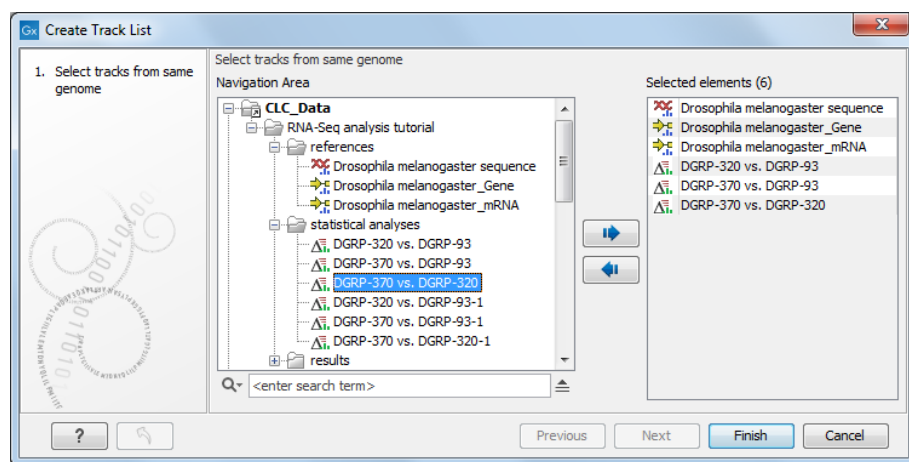 Gx Create Track List
X
1. Select tracks from same
genome
Select tracks from same genome
Navigation Area
CLC_Data
RNA-Seq analysis tutorial
references
Drosophila melanogaster sequence
Drosophila melanogaster_Gene
Drosophila melanogaster_mRNA
statistical analyses
DGRP-320 vs. DGRP-93
DGRP-370 vs. DGRP-93
DGRP-370 vs. DGRP-320
DGRP-320 vs. DGRP-93-1
DGRP-370 vs. DGRP-93-1
DGRP-370 vs. DGRP-320-1
results
<enter search term>
Selected elements (6)
Drosophila melanogaster sequence
Drosophila melanogaster_Gene
Drosophila melanogaster_mRNA
DGRP-320 vs. DGRP-93
DGRP-370 vs. DGRP-93
DGRP-370 vs. DGRP-320
?
Previous
Next
Finish
Cancel